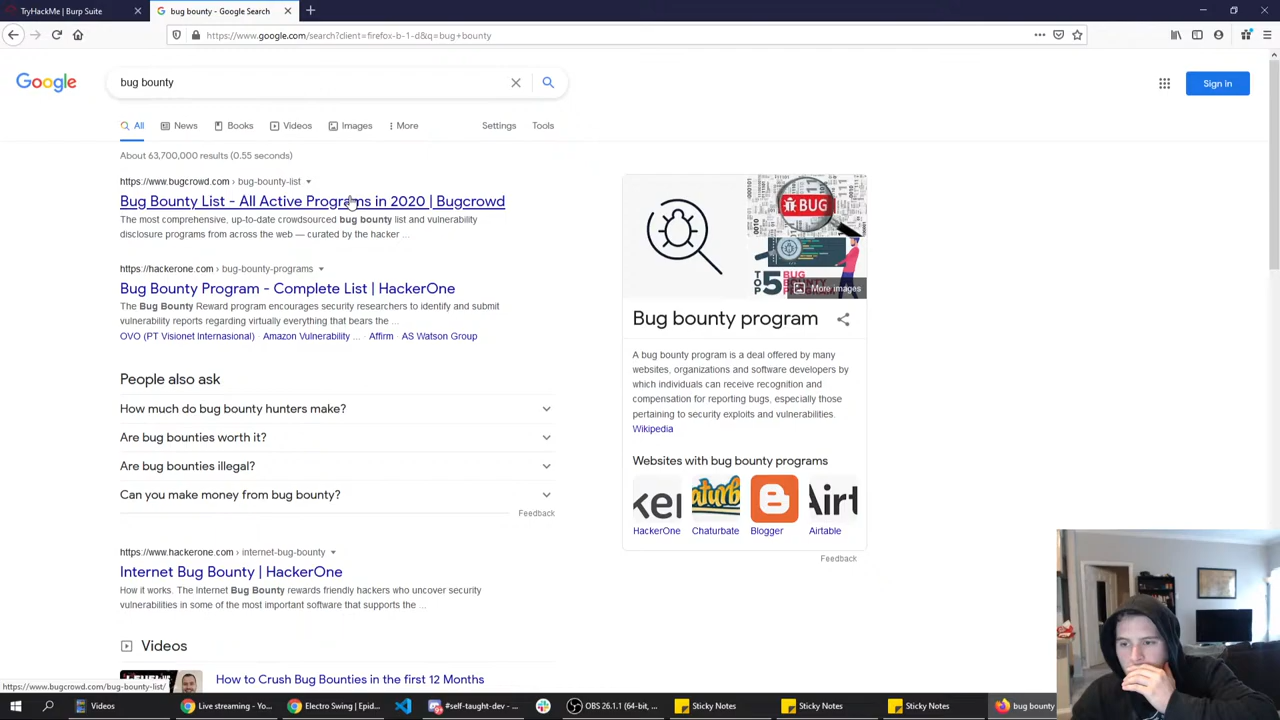 TryHackMe | Burp Suite
bug bounty - Google Search
https://www.google.com/search?client=firefox-b-1-d&q=bug+bounty
Google
bug bounty
Sign in
All
News
Books
Videos
Images
More
Settings
Tools
About 63,700,000 results (0.55 seconds)
https://www.bugcrowd.com › bug-bounty-list
Bug Bounty List - All Active Programs in 2020 | Bugcrowd
The most comprehensive, up-to-date crowdsourced bug bounty list and vulnerability
disclosure programs from across the web — curated by the hacker ...
https://hackerone.com › bug-bounty-programs
Bug Bounty Program - Complete List | HackerOne
The Bug Bounty Reward program encourages security researchers to identify and submit
vulnerability reports regarding virtually everything that bears the ...
OVO (PT Visionet Internasional) · Amazon Vulnerability ... · Affirm · AS Watson Group
People also ask
How much do bug bounty hunters make?
Are bug bounties worth it?
Are bug bounties illegal?
Can you make money from bug bounty?
Feedback
https://www.hackerone.com › internet-bug-bounty
Internet Bug Bounty | HackerOne
How it works. The Internet Bug Bounty rewards friendly hackers who uncover security
vulnerabilities in some of the most important software that supports the ...
Videos
How to Crush Bug Bounties in the first 12 Months
BUG
TOP 5 BUG
More images
Bug bounty program
A bug bounty program is a deal offered by many
websites, organizations and software developers by
which individuals can receive recognition and
compensation for reporting bugs, especially those
pertaining to security exploits and vulnerabilities.
Wikipedia
Websites with bug bounty programs
HackerOne
Chaturbate
Blogger
Airtable
Feedback
https://www.bugcrowd.com/bug-bounty-list/
Videos
Live streaming - Yo...
Electro Swing | Epid...
#self-taught-dev - ...
OBS 26.1.1 (64-bit, ...
Sticky Notes
Sticky Notes
Sticky Notes
bug bounty